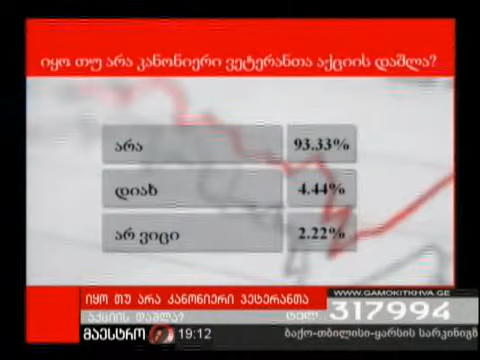 იყო თუ არა კანონიერი ვეტერანთა აქციის დაშლა?
არა 93.33%
დიახ 4.44%
არ ვიცი 2.22%
იყო თუ არა კანონიერი ვეტერანთა
აქციის დაშლა?
WWW.GAMOKITKHVA.GE
ტელ. 317994
მაესტრო 19:12 ბაქო-თბილისი-ყარსის სარკინიგზ